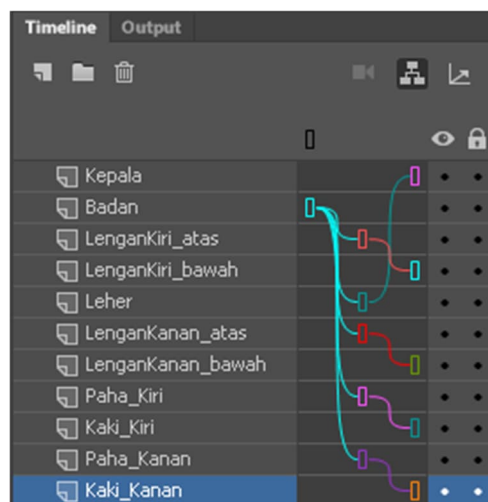 Timeline Output
Kepala
Badan
LenganKiri_atas
LenganKiri_bawah
Leher
LenganKanan_atas
LenganKanan_bawah
Paha_Kiri
Kaki_Kiri
Paha_Kanan
Kaki_Kanan